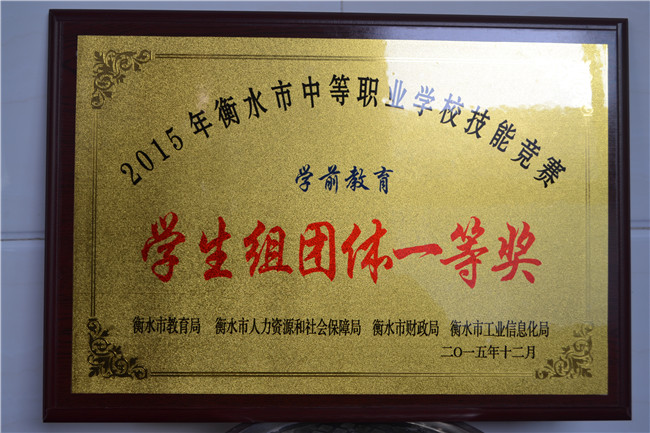 2015年衡水市中等职业学校技能竞赛
学前教育
学生组团体一等奖
衡水市教育局 衡水市人力资源和社会保障局 衡水市财政局 衡水市工业信息化局
二〇一五年十二月